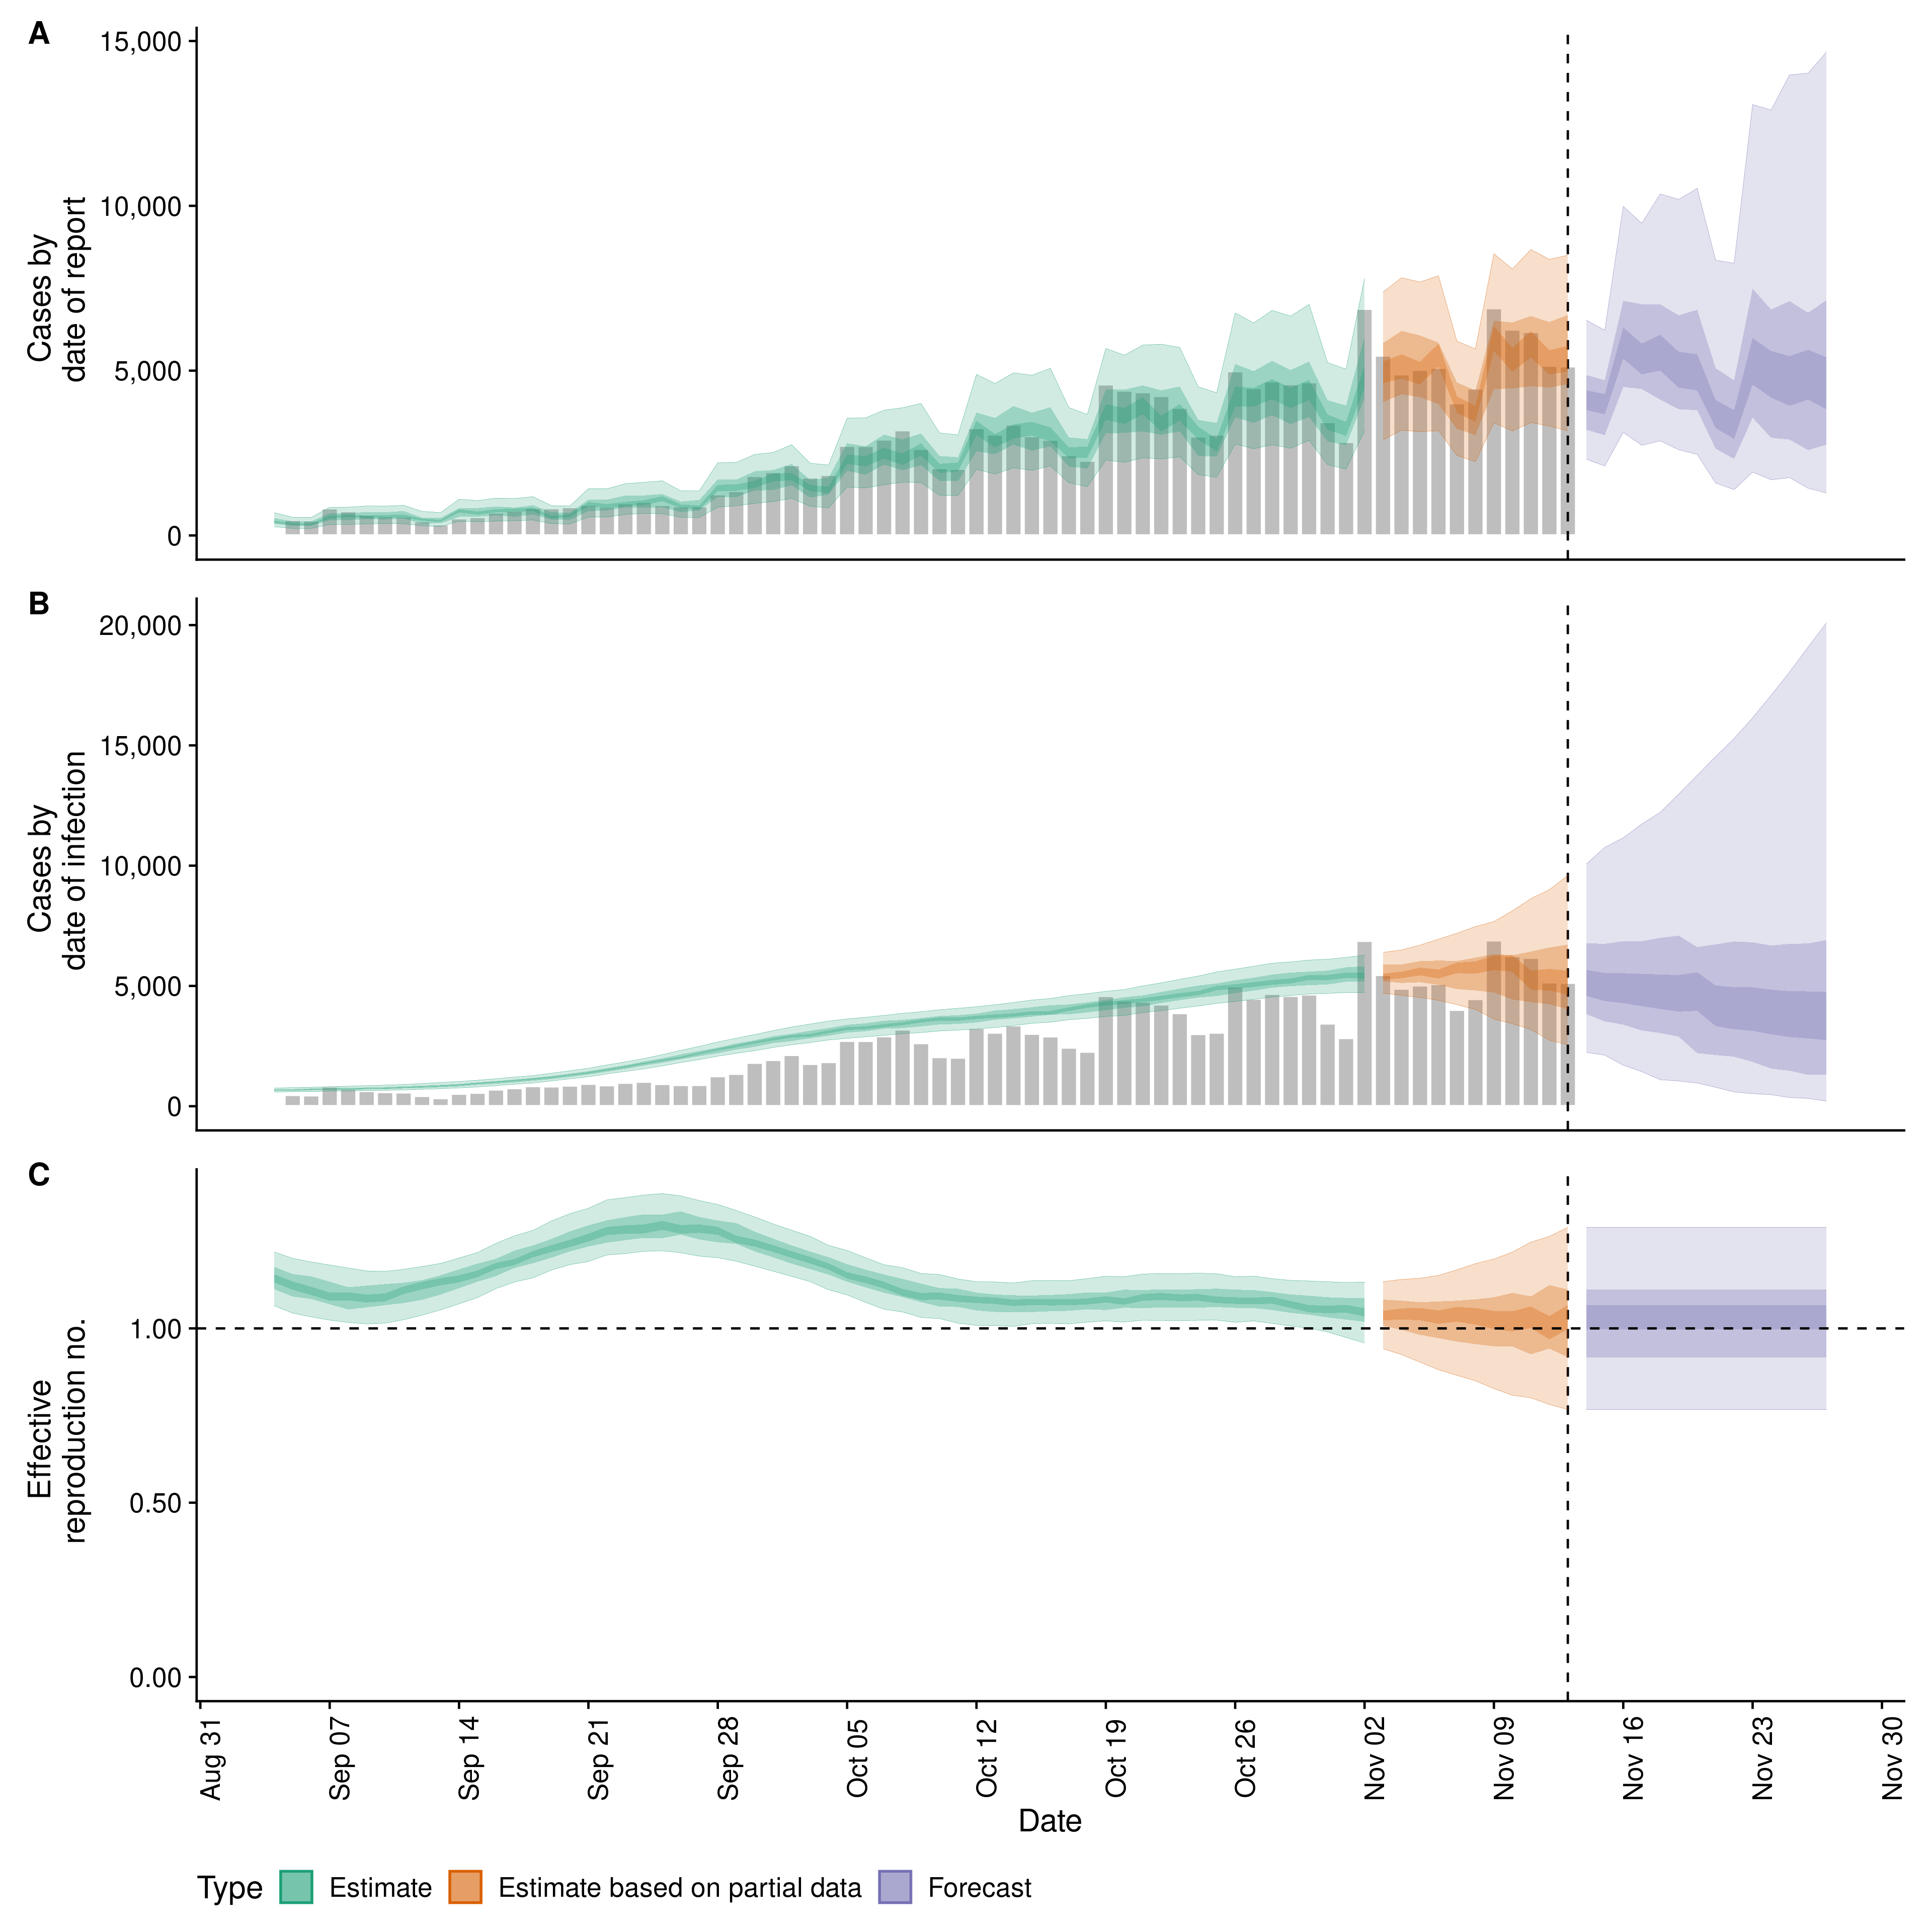 A
Cases by
date of report
15,000
10,000
5,000
0
B
Cases by
date of infection
20,000
15,000
10,000
5,000
0
C
Effective
reproduction no.
1.00
0.50
0.00
Aug 31
Sep 07
Sep 14
Sep 21
Sep 28
Oct 05
Oct 12
Oct 19
Oct 26
Nov 02
Nov 09
Nov 16
Nov 23
Nov 30
Date
Type Estimate Estimate based on partial data Forecast